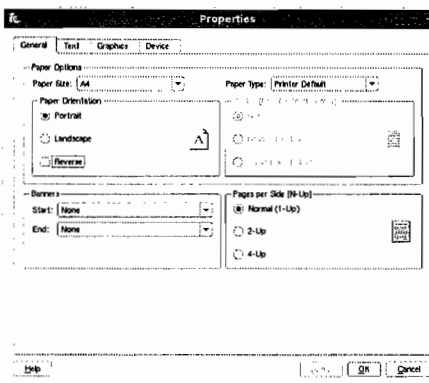 Properties
General Text Graphics Device
Paper Options
Paper Size: A4 Paper Type: Printer Default
Paper Orientation
Portrait
Landscape
Reverse
Banners
Start: None
End: None
Pages per Side [N-Up]
Normal (1-Up)
2-Up
4-Up
Help OK Cancel